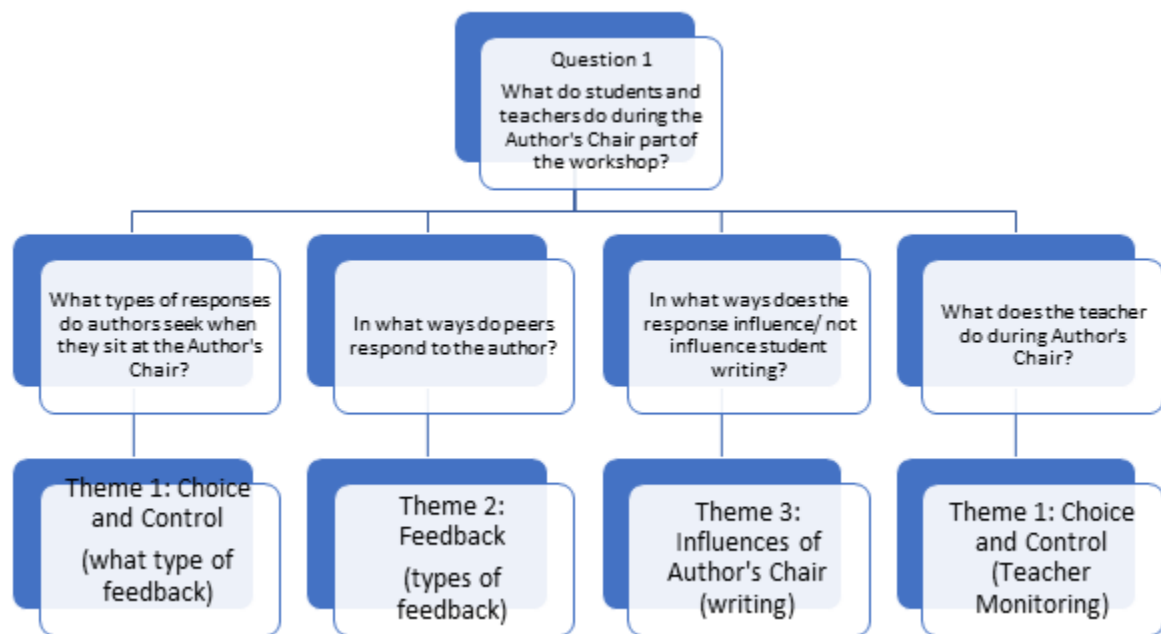 Question 1
What do students and
teachers do during the
Author's Chair part of
the workshop?
What types of responses
do authors seek when
they sit at the Author's
Chair?
In what ways do peers
respond to the author?
In what ways does the
response influence/ not
influence student
writing?
What does the teacher
do during Author's
Chair?
Theme 1: Choice
and Control
(what type of
feedback)
Theme 2:
Feedback
(types of
feedback)
Theme 3:
Influences of
Author's Chair
(writing)
Theme 1: Choice
and Control
(Teacher
Monitoring)